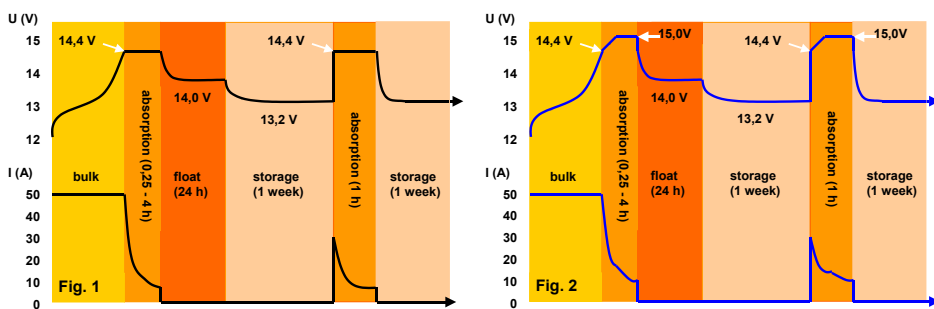 U (V)
15
14
13
12
I (A)
50
40
30
20
10
0
14,4 V
14,0 V
13,2 V
14,4 V
bulk
absorption (0,25 - 4 h)
float
(24 h)
storage
(1 week)
absorption (1 h)
storage
(1 week)
Fig. 1
U (V)
15
14
13
12
I (A)
50
40
30
20
10
0
14,4 V
15,0V
14,0 V
13,2 V
14,4 V
15,0V
bulk
absorption (0,25 - 4 h)
float
(24 h)
storage
(1 week)
absorption (1 h)
storage
(1 week)
Fig. 2